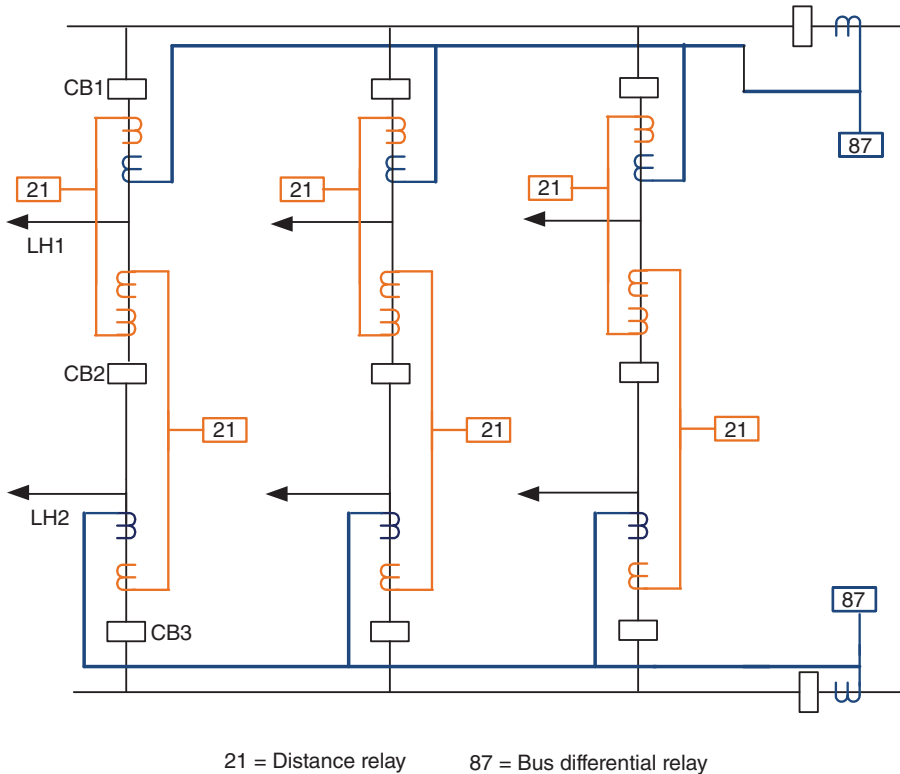 CB1
87
21
21
21
LH1
CB2
21
21
21
LH2
87
CB3
21 = Distance relay
87 = Bus differential relay